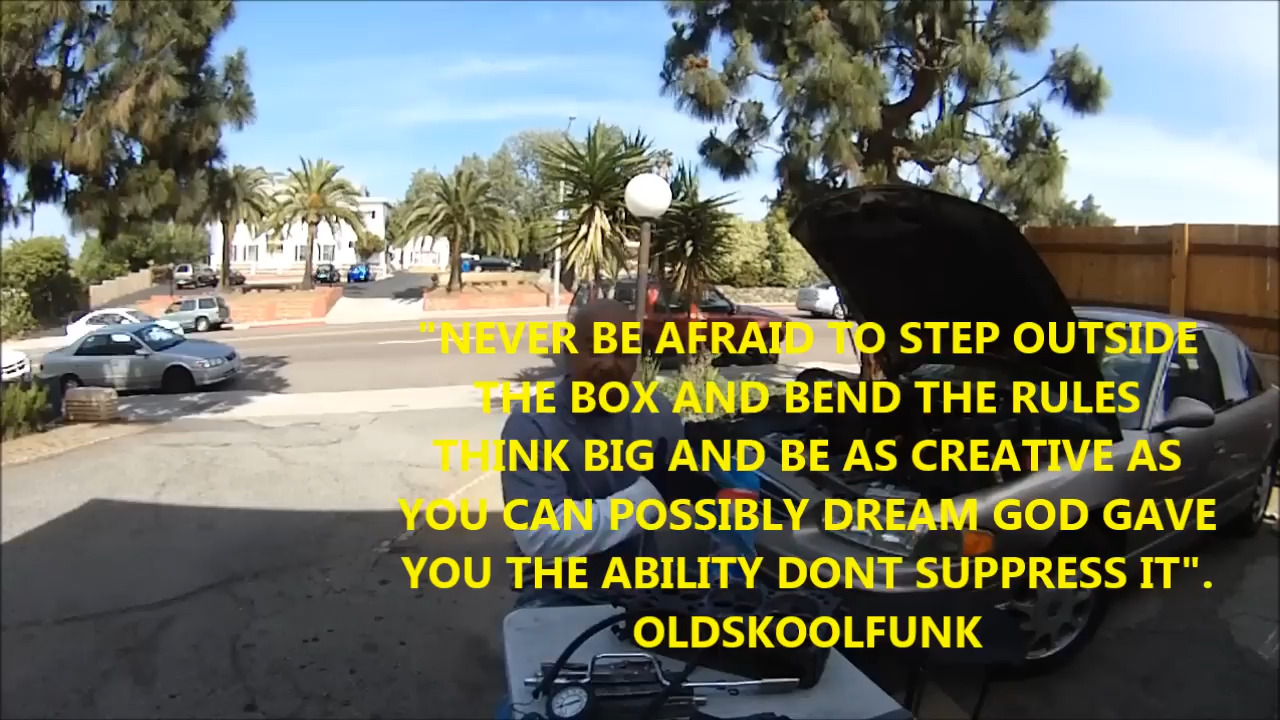 "NEVER BE AFRAID TO STEP OUTSIDE
THE BOX AND BEND THE RULES
THINK BIG AND BE AS CREATIVE AS
YOU CAN POSSIBLY DREAM GOD GAVE
YOU THE ABILITY DONT SUPPRESS IT".
OLDSKOOLFUNK